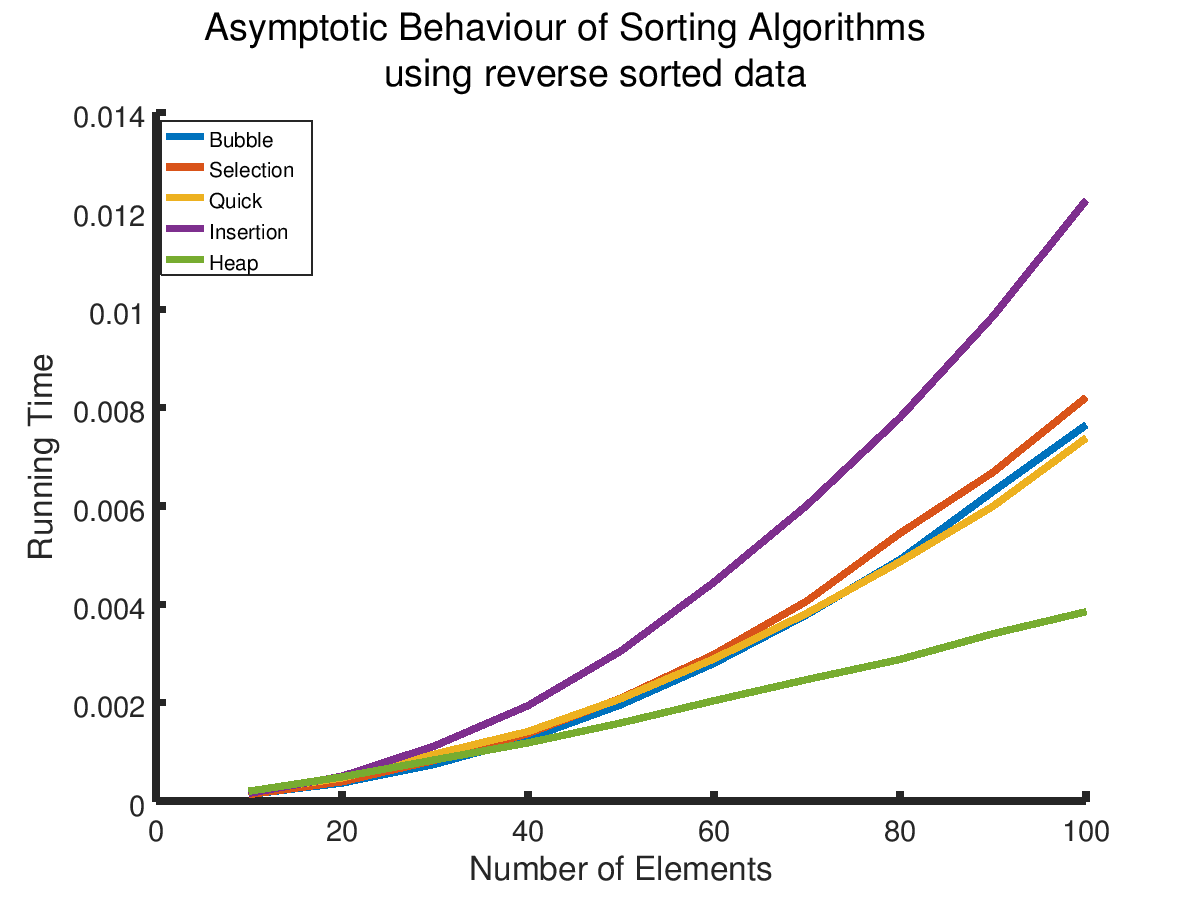 Asymptotic Behaviour of Sorting Algorithms
using reverse sorted data
0.014
0.012
0.01
0.008
0.006
0.004
0.002
0
Bubble
Selection
Quick
Insertion
Heap
Running Time
0 20 40 60 80 100
Number of Elements